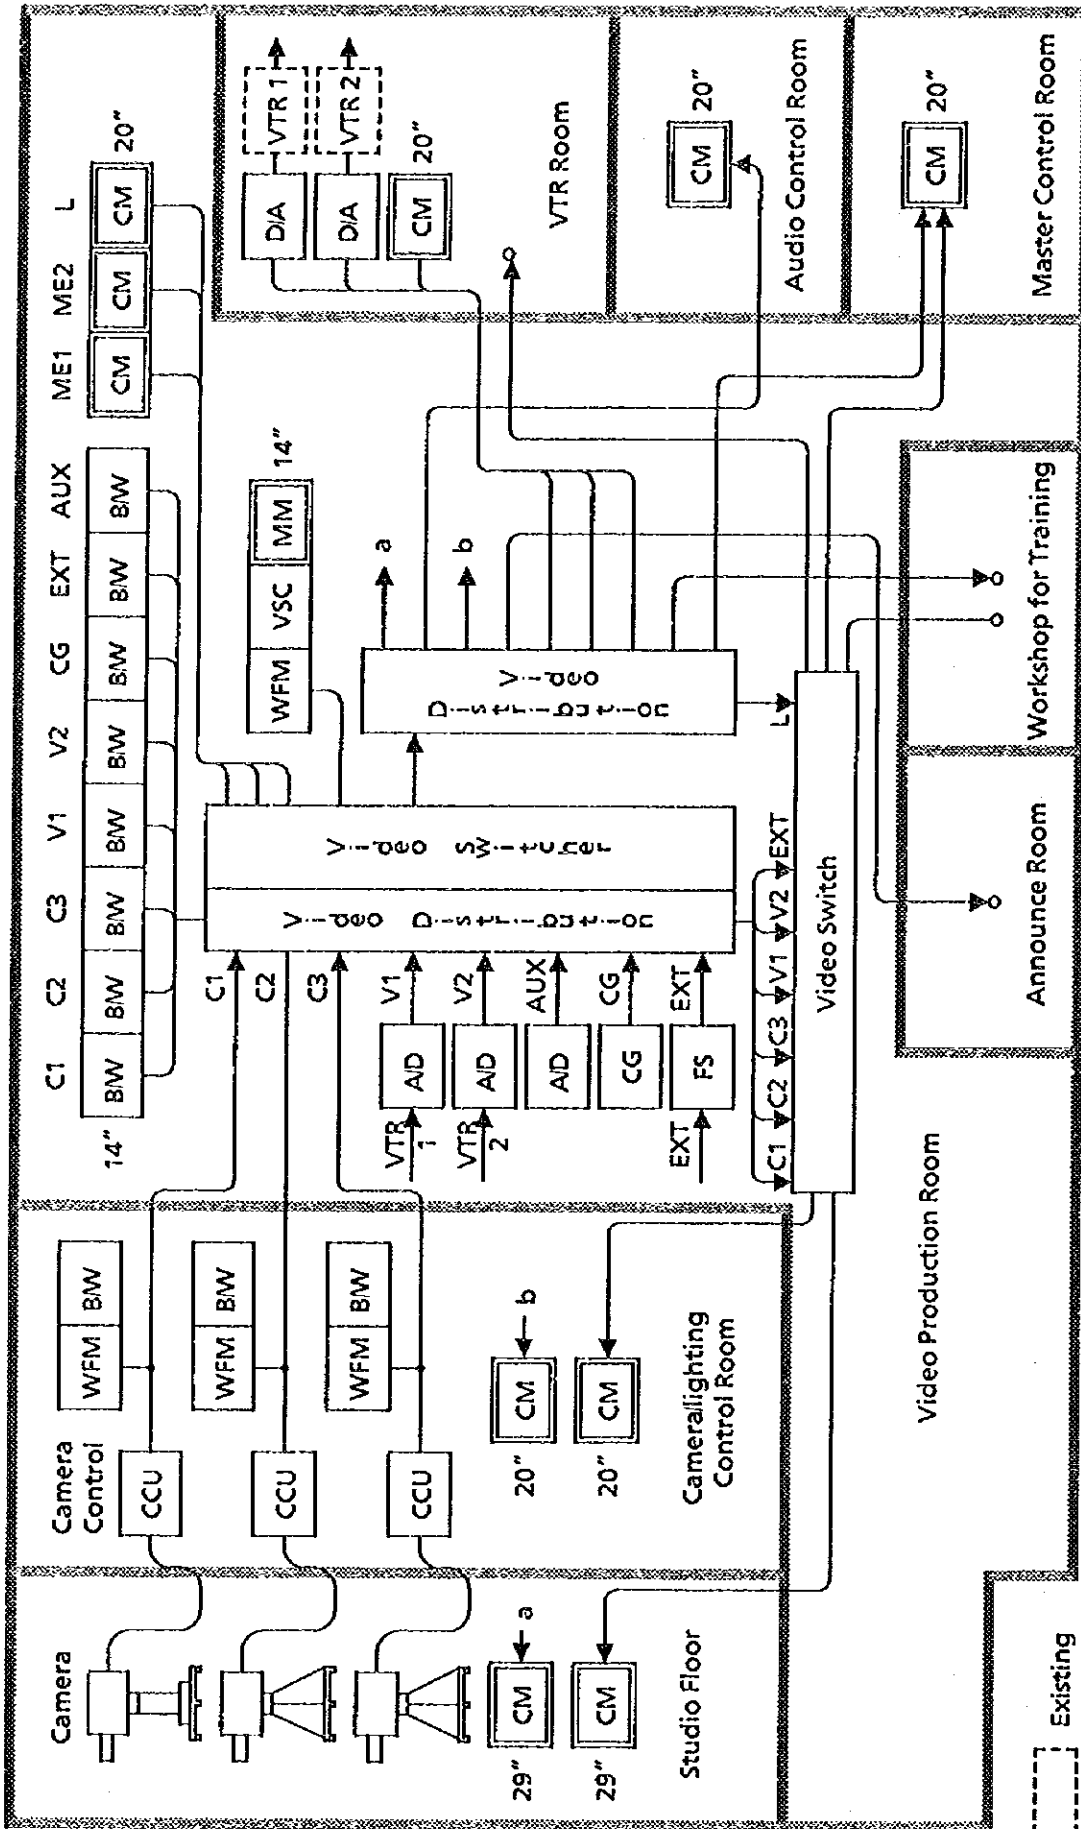 Camera
29″
CM
a
29″
CM
Studio Floor
Camera
Control
CCU
CCU
CCU
WFM B/W
WFM B/W
WFM B/W
20″
CM
b
20″
CM
Camera/lighting
Control Room
14″
C1 C2 C3 V1 V2 CG EXT AUX
B/W B/W B/W B/W B/W B/W B/W B/W
ME1 ME2 L
CM CM CM
20″
C1
C2
C3
VTR
1
A/D
V1
VTR
2
A/D
V2
A/D
AUX
CG
CG
EXT
FS
EXT
Video Distribution
Video Switcher
WFM VSC MM
14″
Video
Distribution
a
b
C1 C2 C3 V1 V2 EXT
L
Video Switch
Video Production Room
D/A
VTR 1
D/A
VTR 2
CM
20″
VTR Room
CM
20″
Audio Control Room
CM
20″
Master Control Room
Announce Room
Workshop for Training
Existing